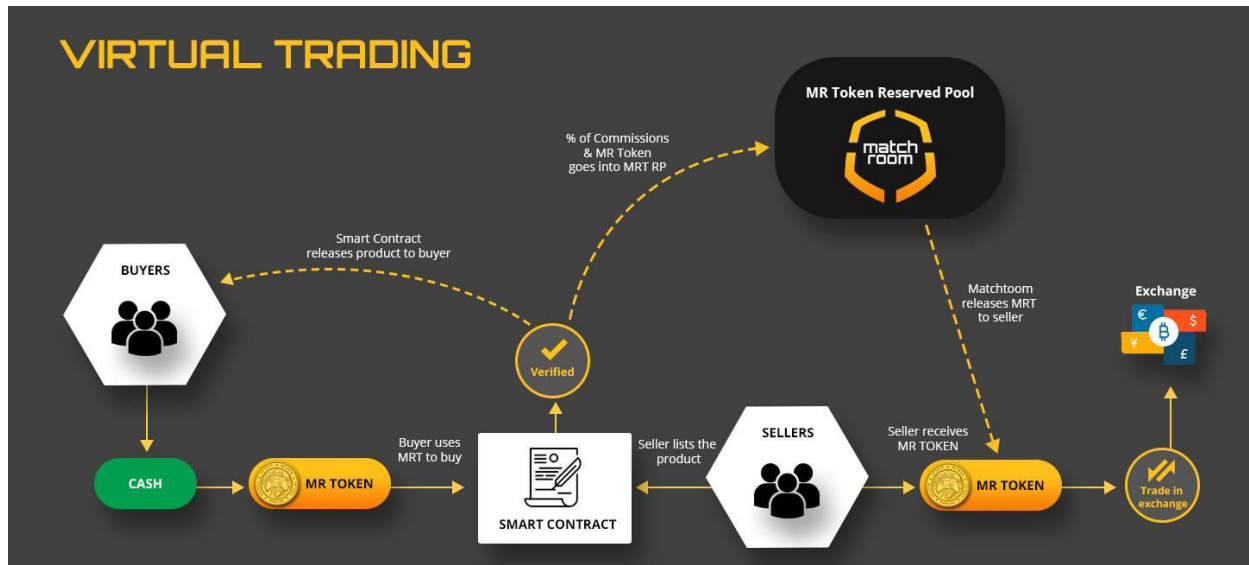 VIRTUAL TRADING
MR Token Reserved Pool
match
room
% of Commissions
& MR Token
goes into MRT RP
Smart Contract
releases product to buyer
BUYERS
Matchtoom
releases MRT
to seller
Exchange
€
$
₿
¥
£
Verified
Buyer uses
MRT to buy
Seller lists the
product
SELLERS
Seller receives
MR TOKEN
CASH
MR TOKEN
SMART CONTRACT
MR TOKEN
Trade in
exchange